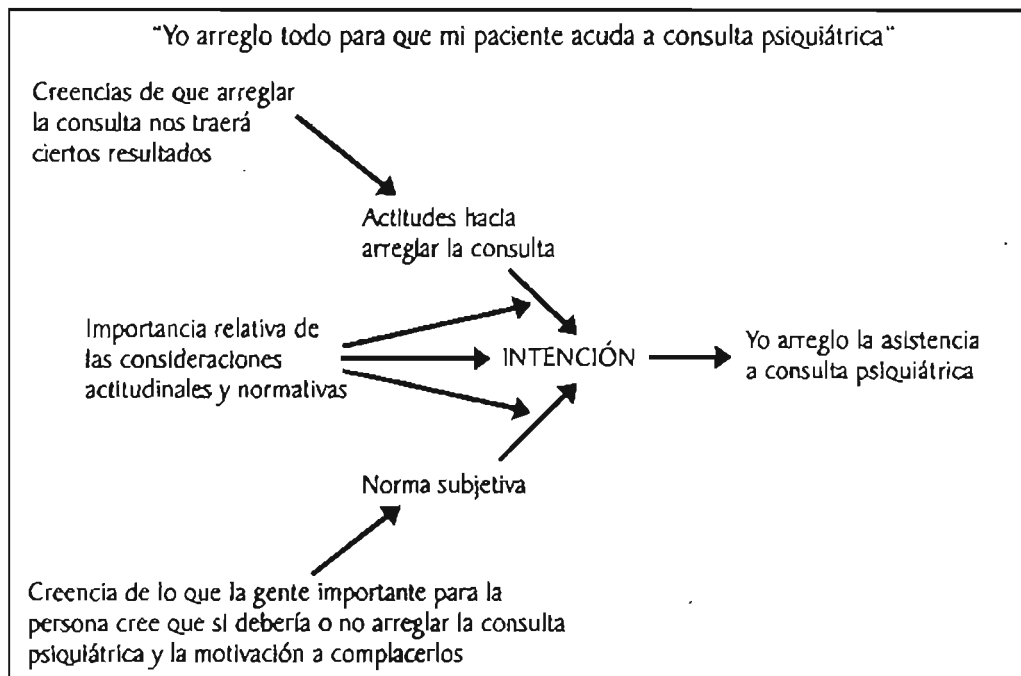 "Yo arreglo todo para que mi paciente acuda a consulta psiquiátrica"
Creencias de que arreglar
la consulta nos traerá
ciertos resultados
Actitudes hacia
arreglar la consulta
Importancia relativa de
las consideraciones
actitudinales y normativas
INTENCIÓN
Yo arreglo la asistencia
a consulta psiquiátrica
Norma subjetiva
Creencia de lo que la gente importante para la
persona cree que si debería o no arreglar la consulta
psiquiátrica y la motivación a complacerlos